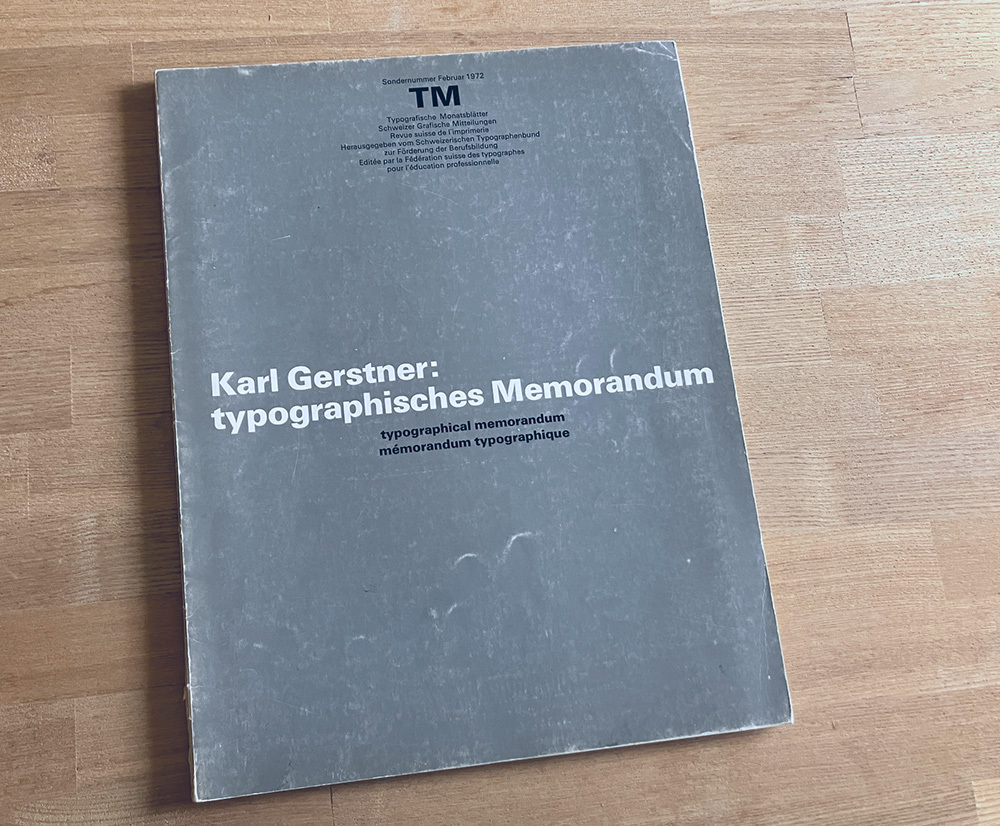 Sondernummer Februar 1972
TM
Typografische Monatsblätter
Schweizer Grafische Mitteilungen
Revue suisse de l'imprimerie
Herausgegeben vom Schweizerischen Typographenbund
zur Förderung der Berufsbildung
Editée par la Fédération suisse des typographes
pour l'éducation professionnelle
Karl Gerstner:
typographisches Memorandum
typographical memorandum
mémorandum typographique